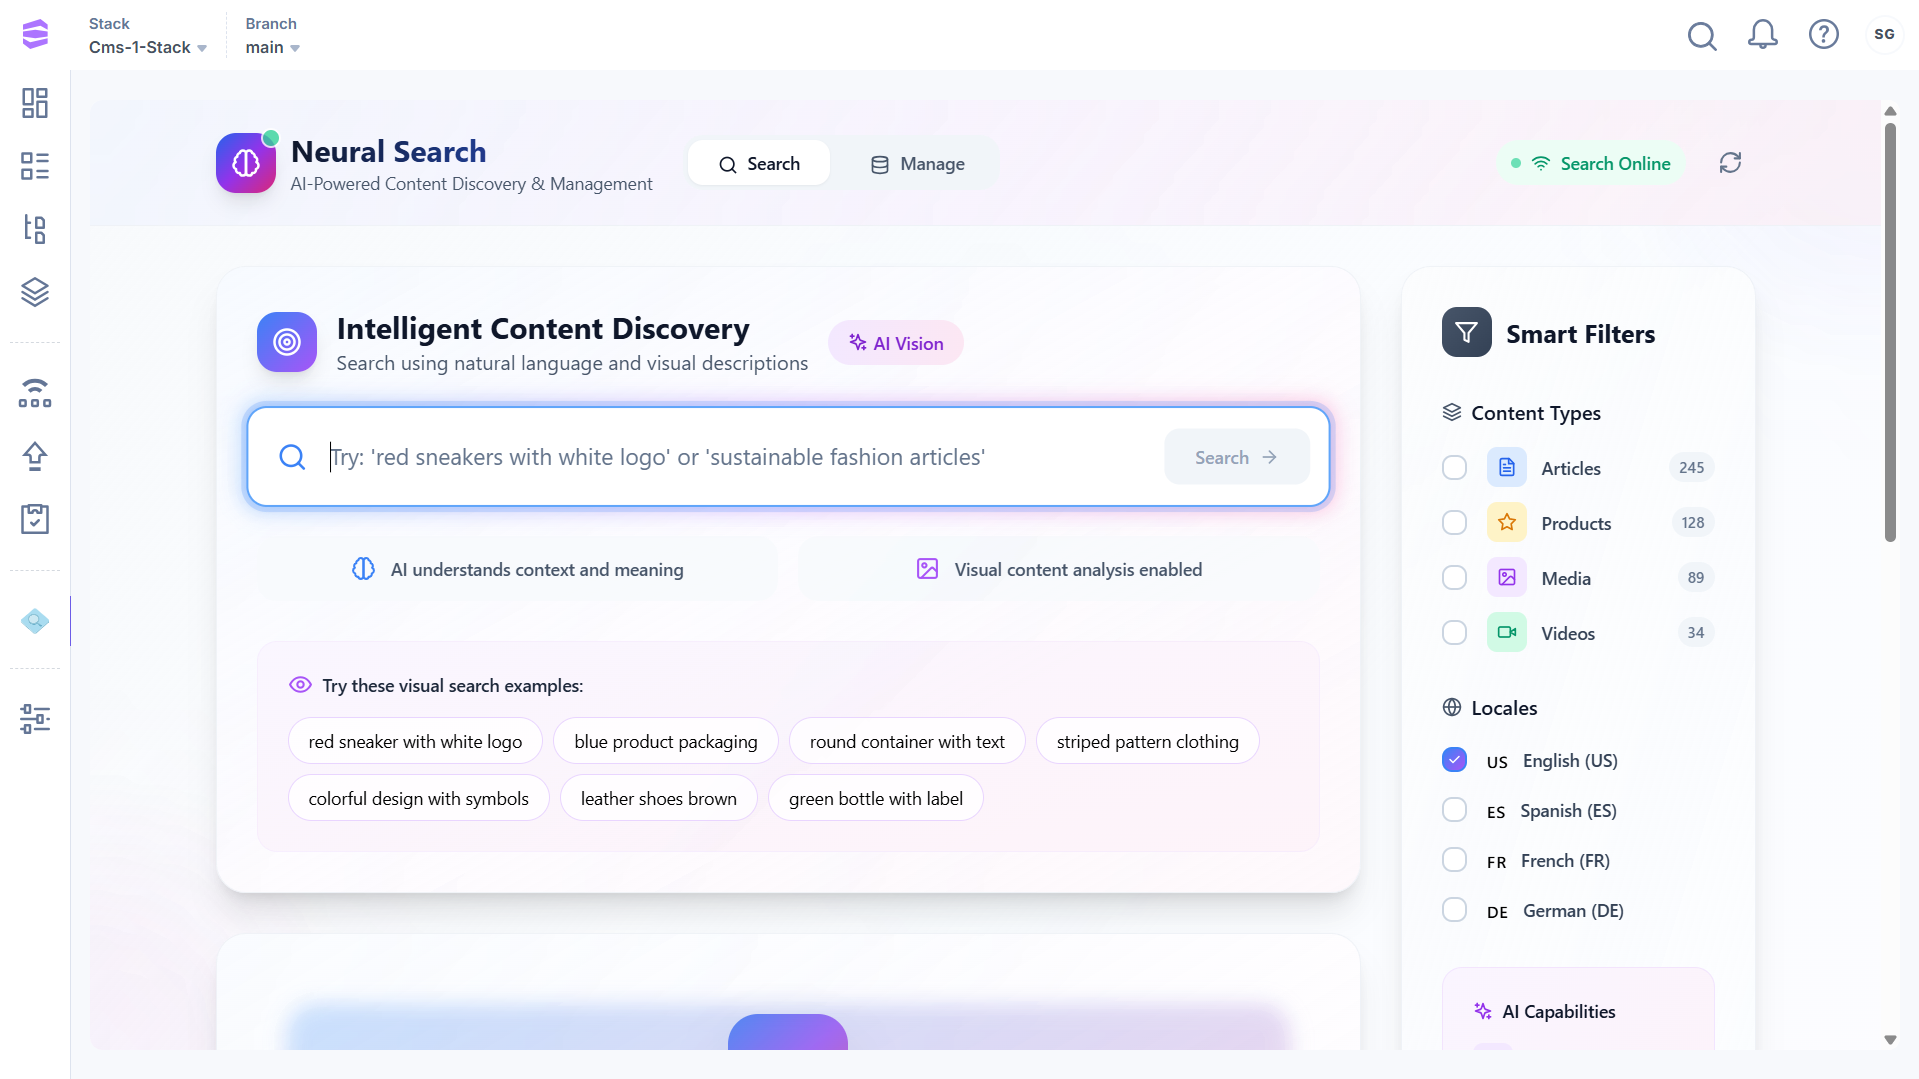 Stack
Cms-1-Stack
Branch
main
SG
Neural Search
AI-Powered Content Discovery & Management
Search
Manage
Search Online
Intelligent Content Discovery
Search using natural language and visual descriptions
AI Vision
Try: 'red sneakers with white logo' or 'sustainable fashion articles'
Search
AI understands context and meaning
Visual content analysis enabled
Try these visual search examples:
red sneaker with white logo
blue product packaging
round container with text
striped pattern clothing
colorful design with symbols
leather shoes brown
green bottle with label
Smart Filters
Content Types
Articles 245
Products 128
Media 89
Videos 34
Locales
US English (US)
ES Spanish (ES)
FR French (FR)
DE German (DE)
AI Capabilities